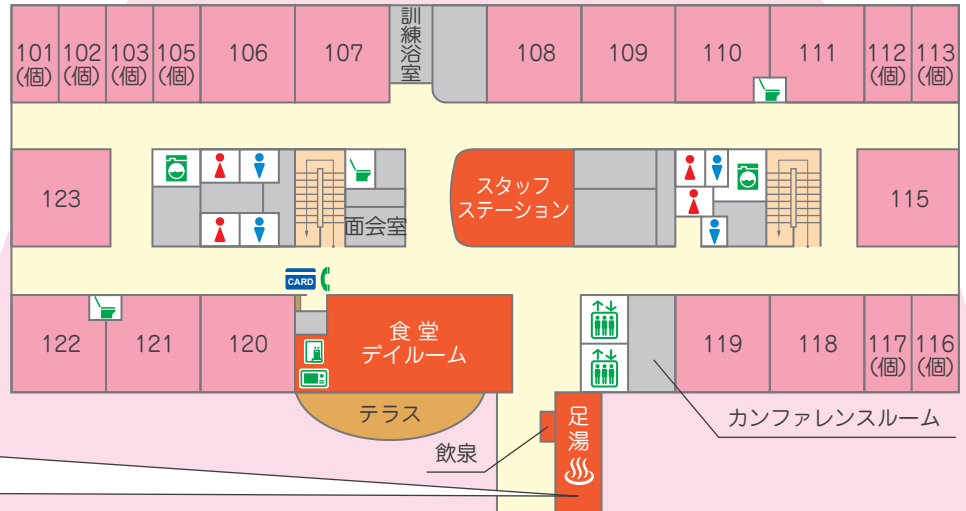 101
(個)
102
(個)
103
(個)
105
(個)
106
107
訓練浴室
108
109
110
111
112
(個)
113
(個)
123
面会室
スタッフ
ステーション
115
CARD
122
121
120
食堂
デイルーム
119
118
117
(個)
116
(個)
テラス
足湯
カンファレンスルーム
飲泉